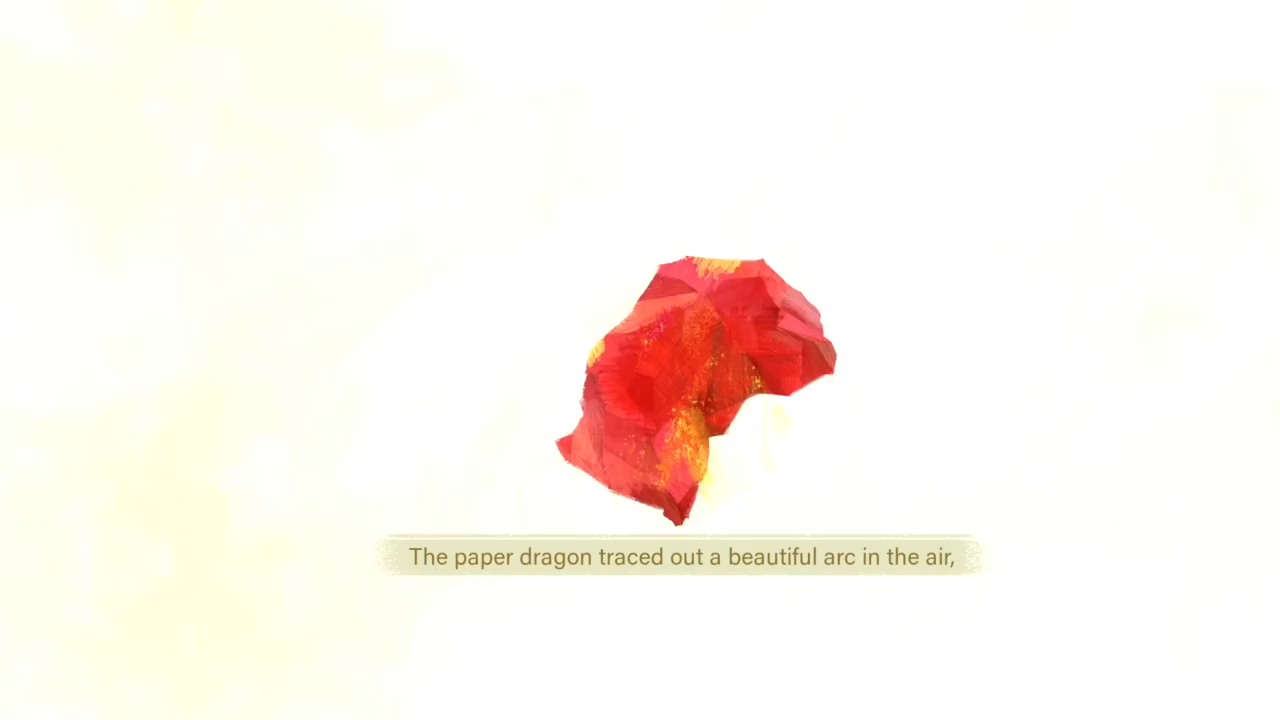 The paper dragon traced out a beautiful arc in the air,